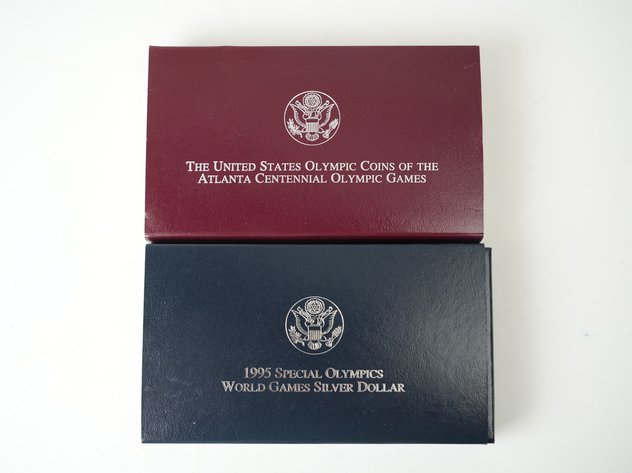 The United States Olympic Coins of the
Atlanta Centennial Olympic Games
1995 Special Olympics
World Games Silver Dollar